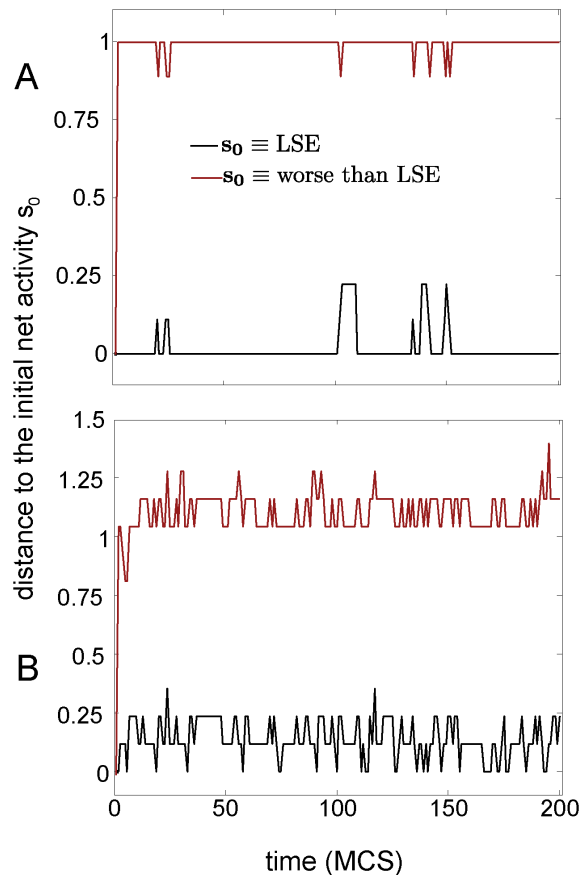 A
1
0.75
0.5
0.25
0
s₀ ≡ LSE
s₀ ≡ worse than LSE
distance to the initial net activity s₀
B
1.5
1.25
1
0.75
0.5
0.25
0
0
50
100
150
200
time (MCS)